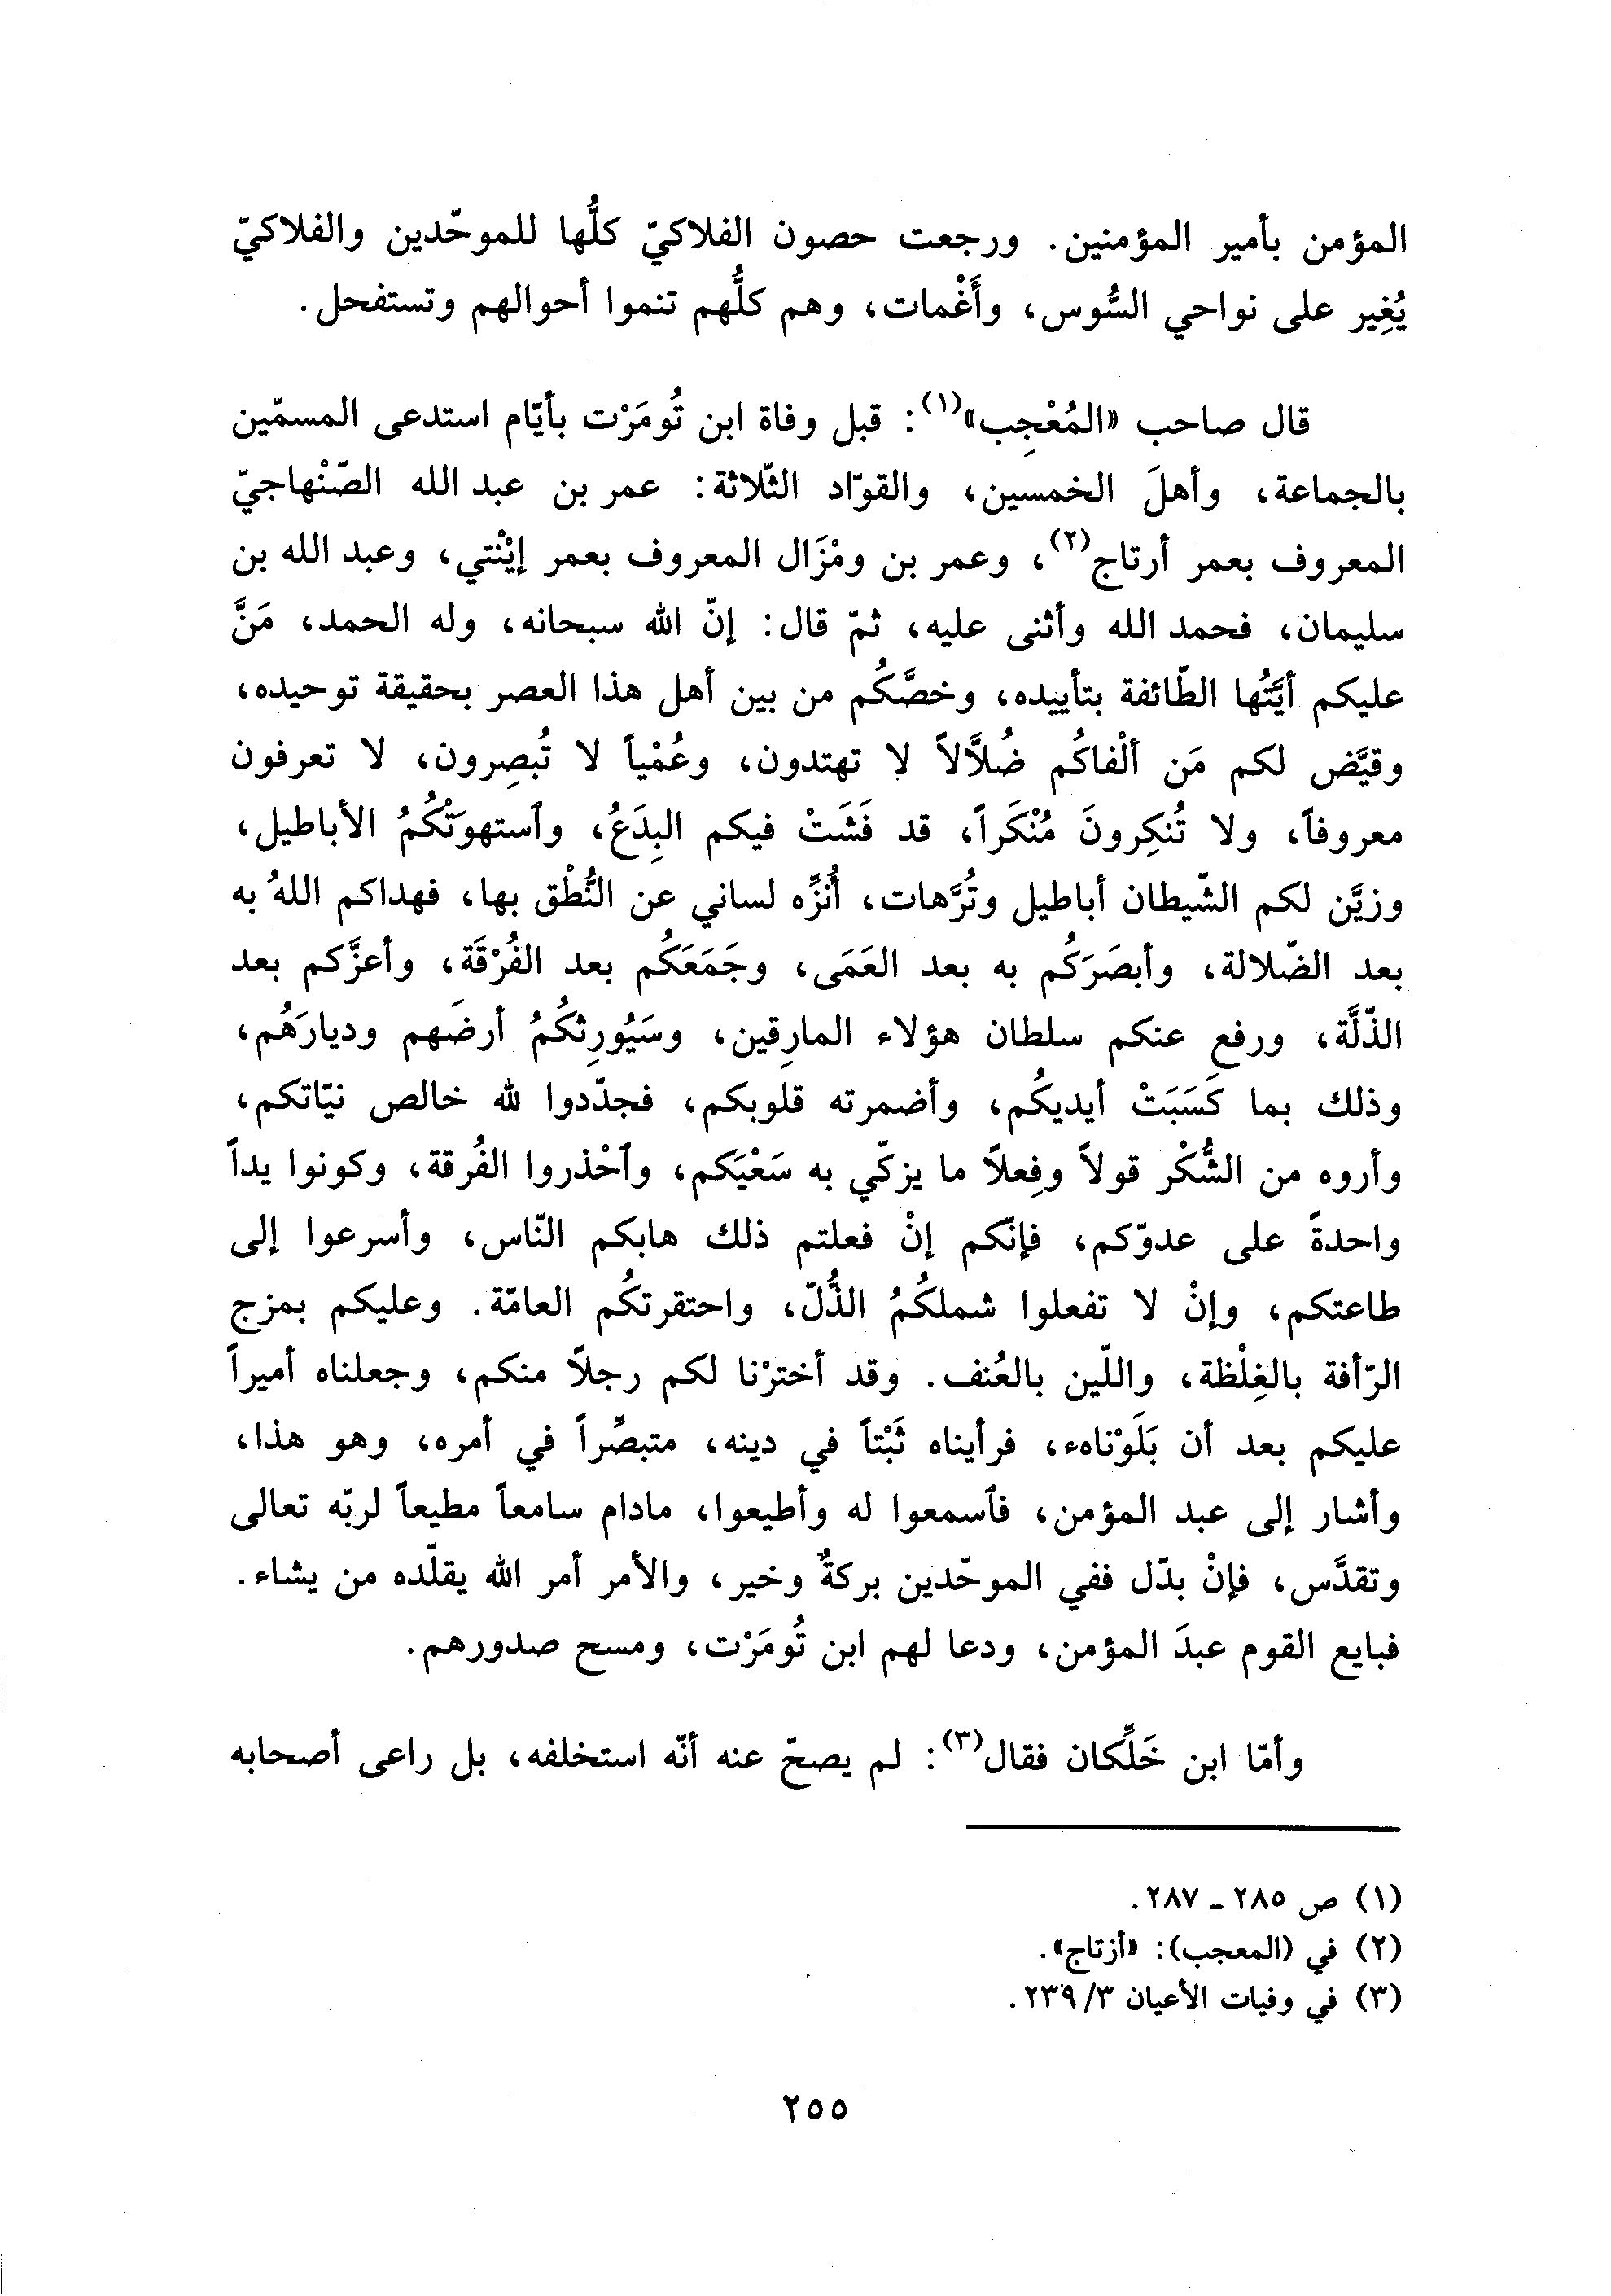 المؤمن بأمير المؤمنين. ورجعت حصون الفلاكيّ كلُّها للموحّدين والفلاكيّ
يُغِير على نواحي السُّوس، وأَغْمات، وهم كلُّهم تنموا أحوالهم وتستفحل.
قال صاحب «المُعْجِب»(١): قبل وفاة ابن تُومَرْت بأيّام استدعى المسمّين
بالجماعة، وأهلَ الخمسين، والقوّاد الثّلاثة: عمر بن عبد الله الصّنْهاجيّ
المعروف بعمر أرتاج(٢)، وعمر بن ومْزَال المعروف بعمر إيْنْتي، وعبد الله بن
سليمان، فحمد الله وأثنى عليه، ثمّ قال: إنّ الله سبحانه، وله الحمد، مَنَّ
عليكم أيَّتُها الطّائفة بتأييده، وخصَّكُم من بين أهل هذا العصر بحقيقة توحيده،
وقيَّض لكم مَن ألْفاكُم ضُلاَّلاً لا تهتدون، وعُمْياً لا تُبصِرون، لا تعرفون
معروفاً، ولا تُنكِرونَ مُنْكَراً، قد فَشَتْ فيكم البِدَعُ، وٱستهوَتْكُمُ الأباطيل،
وزيَّن لكم الشّيطان أباطيل وتُرَّهات، أُنزِّه لساني عن النُّطْق بها، فهداكم اللهُ به
بعد الضّلالة، وأبصَرَكُم به بعد العَمَى، وجَمَعَكُم بعد الفُرْقَة، وأعزَّكم بعد
الذّلَّة، ورفع عنكم سلطان هؤلاء المارِقين، وسَيُورِثكُمُ أرضَهم وديارَهُم،
وذلك بما كَسَبَتْ أيديكُم، وأضمرته قلوبكم، فجدّدوا لله خالص نيّاتكم،
وأروه من الشُّكْر قولاً وفِعلاً ما يزكّي به سَعْيَكم، وٱحْذروا الفُرقة، وكونوا يداً
واحدةً على عدوّكم، فإنّكم إنْ فعلتم ذلك هابكم النّاس، وأسرعوا إلى
طاعتكم، وإنْ لا تفعلوا شملكُمُ الذُّلّ، واحتقرتكُم العامّة. وعليكم بمزج
الرّأفة بالغِلْظة، واللّين بالعُنف. وقد أخترْنا لكم رجلاً منكم، وجعلناه أميراً
عليكم بعد أن بَلَوْناهء، فرأيناه ثَبْتاً في دينه، متبصِّراً في أمره، وهو هذا،
وأشار إلى عبد المؤمن، فٱسمعوا له وأطيعوا، مادام سامعاً مطيعاً لربّه تعالى
وتقدَّس، فإنْ بدّل ففي الموحّدين بركةٌ وخير، والأمر أمر الله يقلّده من يشاء.
فبايع القوم عبدَ المؤمن، ودعا لهم ابن تُومَرْت، ومسح صدورهم.
وأمّا ابن خَلِّكان فقال(٣): لم يصحّ عنه أنّه استخلفه، بل راعى أصحابه
(١) ص ٢٨٥ - ٢٨٧.
(٢) في (المعجب): «أزتاج».
(٣) في وفيات الأعيان ٢٣٩/٣.
٢٥٥